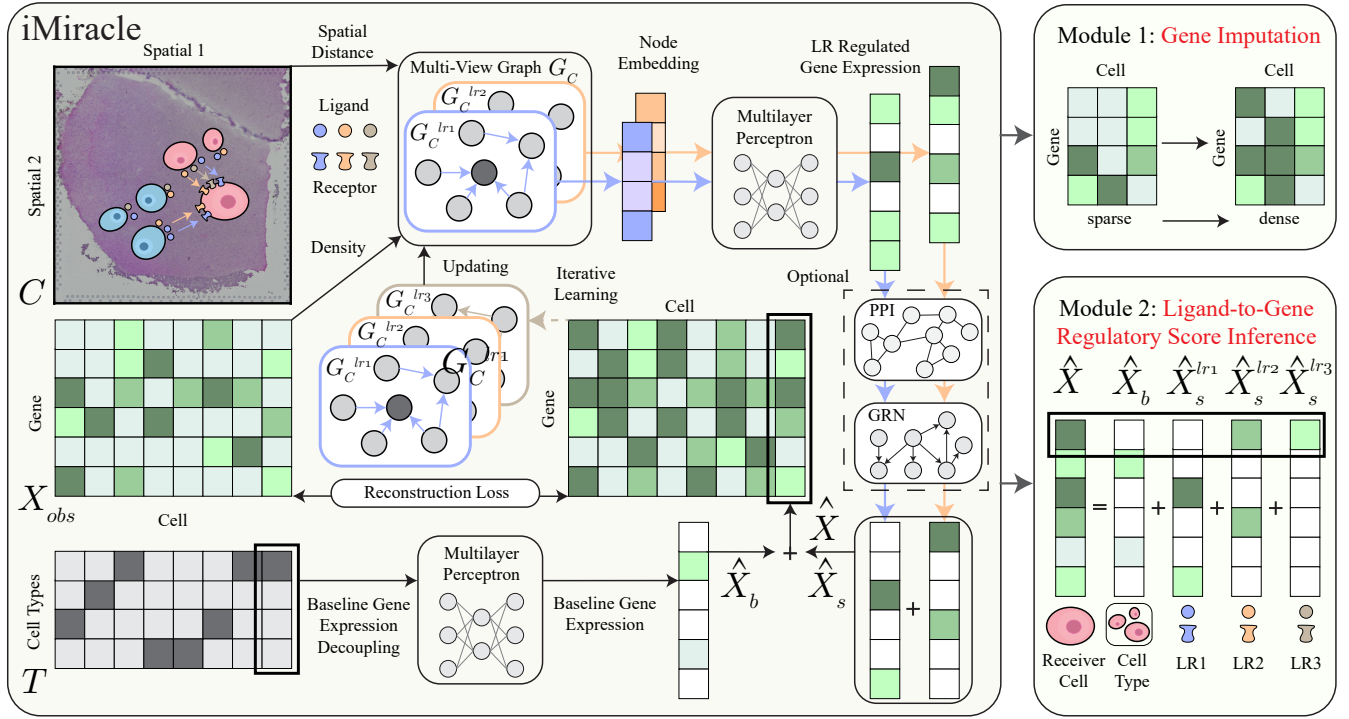 iMiracle
Spatial 1
Spatial 2
C
Spatial
Distance
Ligand
Receptor
Density
Multi-View Graph G_C
G_C^{lr2}
G_C^{lr1}
Updating
Iterative
Learning
G_C^{lr3}
G_C^{lr2}
G_C^{lr1}
G_C^{lr1}
Node
Embedding
Multilayer
Perceptron
LR Regulated
Gene Expression
Optional
PPI
GRN
Gene
X_{obs}
Cell
Cell
Gene
Reconstruction Loss
Cell Types
T
Baseline Gene
Expression
Decoupling
Multilayer
Perceptron
Baseline Gene
Expression
X̂_b
+
X̂
X̂_s
+
Module 1: Gene Imputation
Cell
Cell
Gene
Gene
sparse
dense
Module 2: Ligand-to-Gene
Regulatory Score Inference
X̂ X̂_b X̂_s^{lr1} X̂_s^{lr2} X̂_s^{lr3}
= + + +
Receiver
Cell
Cell
Type
LR1
LR2
LR3